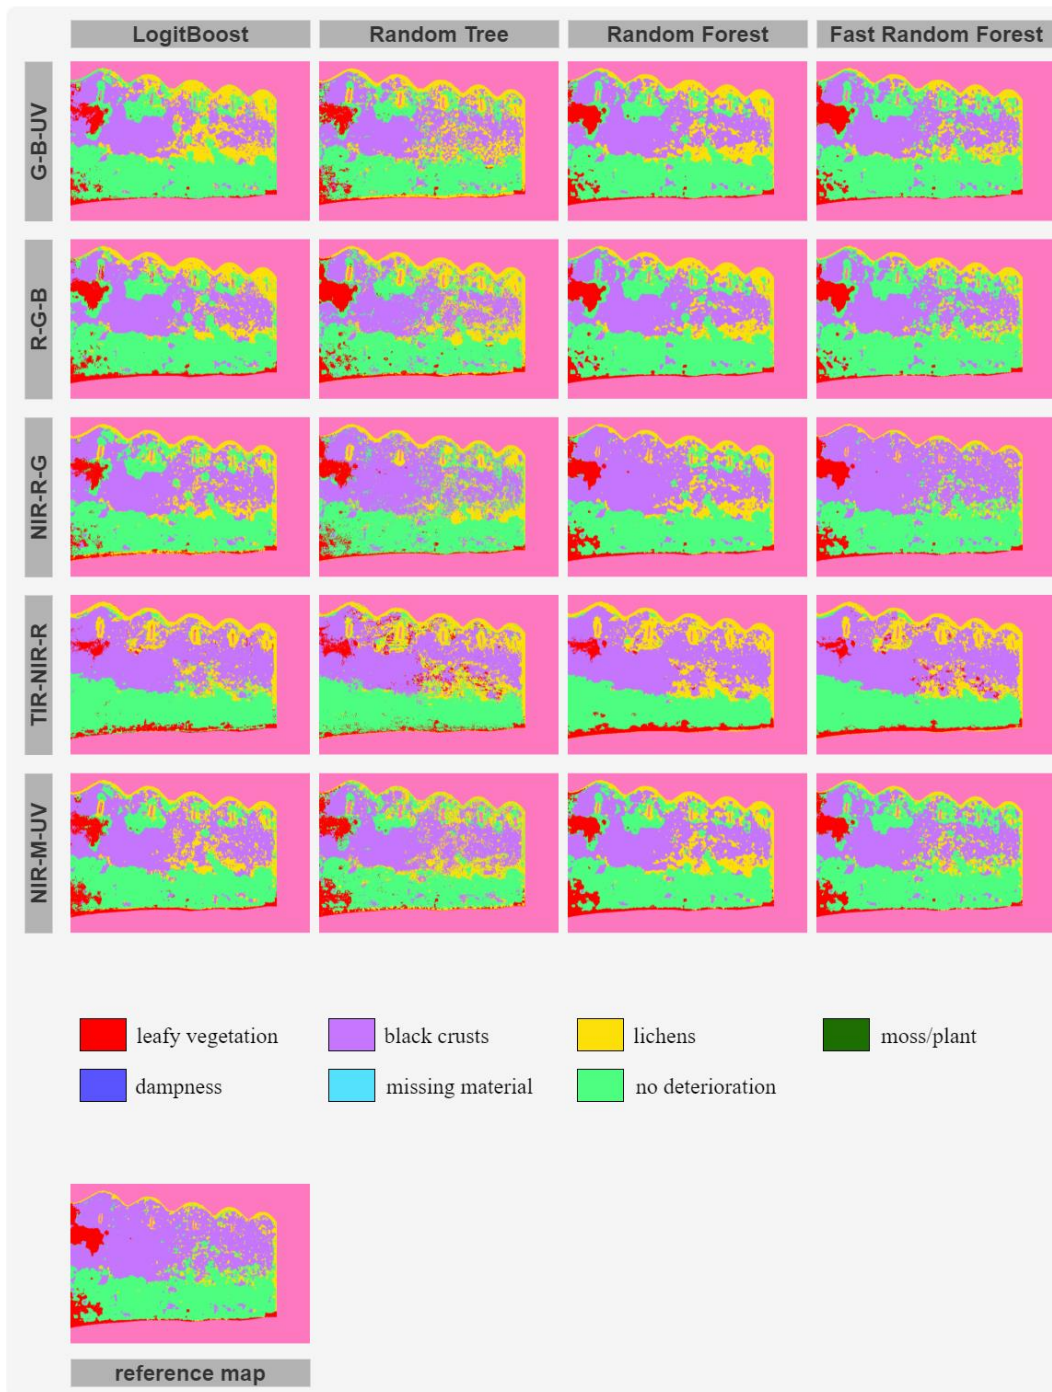 LogitBoost Random Tree Random Forest Fast Random Forest
G-B-UV
R-G-B
NIR-R-G
TIR-NIR-R
NIR-M-UV
leafy vegetation black crusts lichens moss/plant
dampness missing material no deterioration
reference map